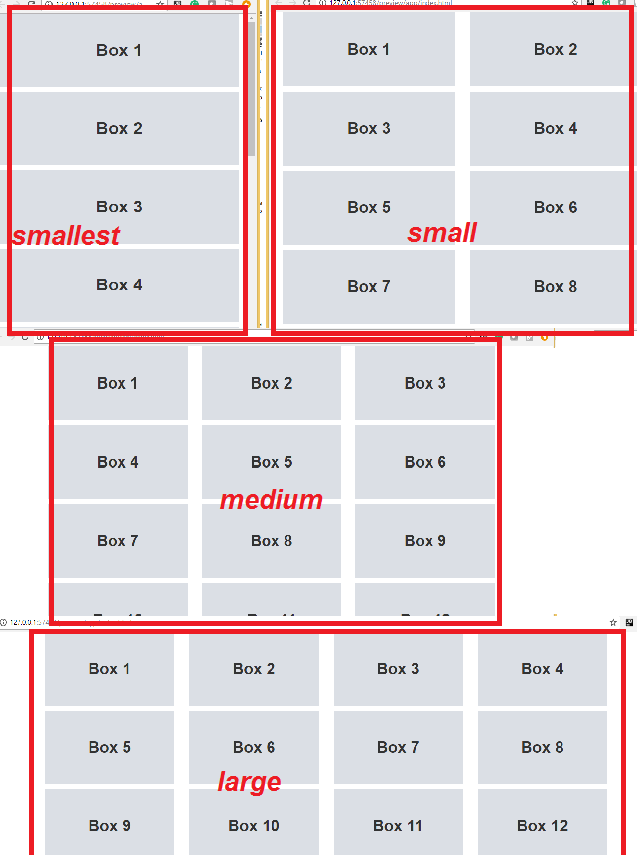 Box 1
Box 2
Box 3
Box 4
smallest
Box 1 Box 2
Box 3 Box 4
Box 5 Box 6
small
Box 7 Box 8
Box 1 Box 2 Box 3
Box 4 Box 5 Box 6
medium
Box 7 Box 8 Box 9
Box 1 Box 2 Box 3 Box 4
Box 5 Box 6 Box 7 Box 8
large
Box 9 Box 10 Box 11 Box 12